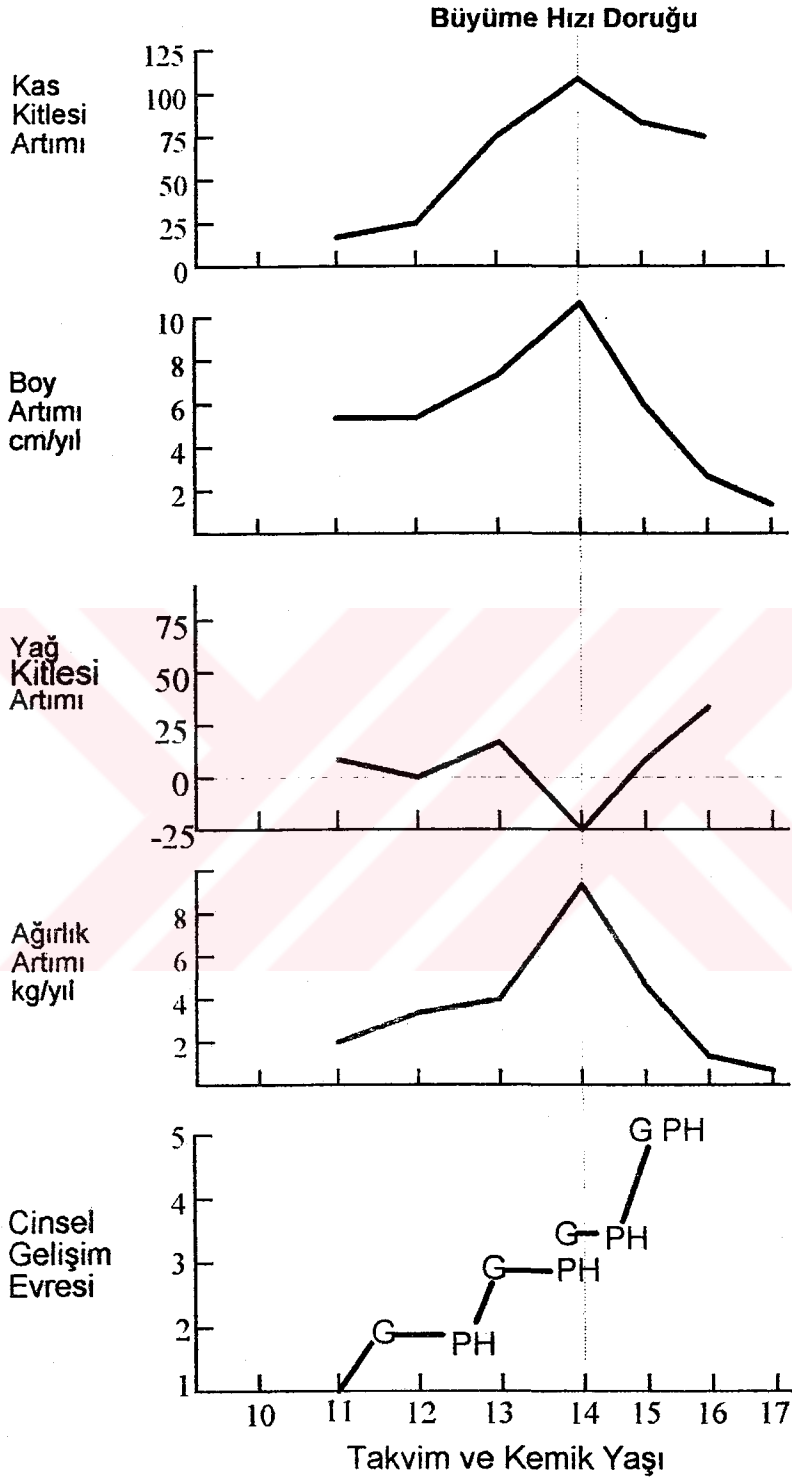 Büyüme Hızı Doruğu
Kas
Kitlesi
Artımı
125
100
75
50
25
0
Boy
Artımı
cm/yıl
10
8
6
4
2
Yağ
Kitlesi
Artımı
75
50
25
0
-25
Ağırlık
Artımı
kg/yıl
8
6
4
2
Cinsel
Gelişim
Evresi
5
4
3
2
1
G PH
G PH
G PH
G PH
10 11 12 13 14 15 16 17
Takvim ve Kemik Yaşı